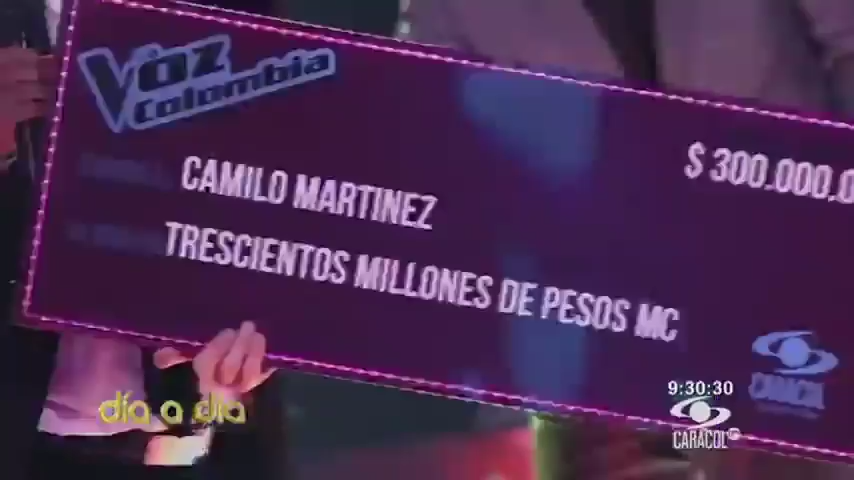 Voz
Colombia
$ 300.000.0
CAMILO MARTINEZ
TRESCIENTOS MILLONES DE PESOS MC
CARACOL
día a día
9:30:30
CARACOL